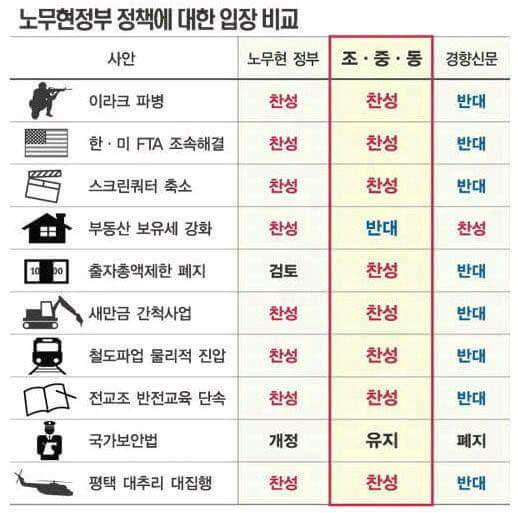 노무현정부 정책에 대한 입장 비교
사안 노무현 정부 조·중·동 경향신문
이라크 파병 찬성 찬성 반대
한·미 FTA 조속해결 찬성 찬성 반대
스크린쿼터 축소 찬성 찬성 반대
부동산 보유세 강화 찬성 반대 찬성
10 00 출자총액제한 폐지 검토 찬성 반대
새만금 간척사업 찬성 찬성 반대
철도파업 물리적 진압 찬성 찬성 반대
전교조 반전교육 단속 찬성 찬성 반대
국가보안법 개정 유지 폐지
평택 대추리 대집행 찬성 찬성 반대